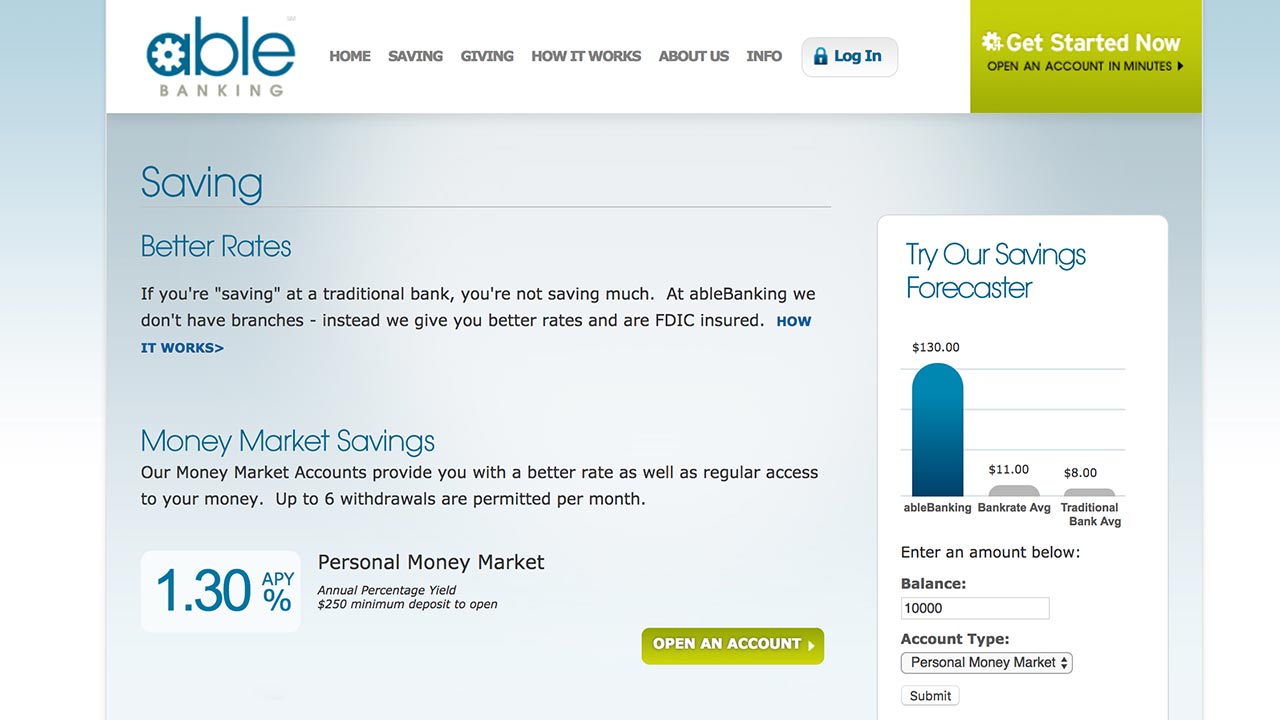 able
SM
BANKING
HOME SAVING GIVING HOW IT WORKS ABOUT US INFO
Log In
Get Started Now
OPEN AN ACCOUNT IN MINUTES
Saving
Better Rates
If you're "saving" at a traditional bank, you're not saving much. At ableBanking we
don't have branches - instead we give you better rates and are FDIC insured. HOW
IT WORKS>
Money Market Savings
Our Money Market Accounts provide you with a better rate as well as regular access
to your money. Up to 6 withdrawals are permitted per month.
1.30 APY %
Personal Money Market
Annual Percentage Yield
$250 minimum deposit to open
OPEN AN ACCOUNT
Try Our Savings
Forecaster
$130.00
$11.00
$8.00
ableBanking Bankrate Avg Traditional
Bank Avg
Enter an amount below:
Balance:
10000
Account Type:
Personal Money Market
Submit